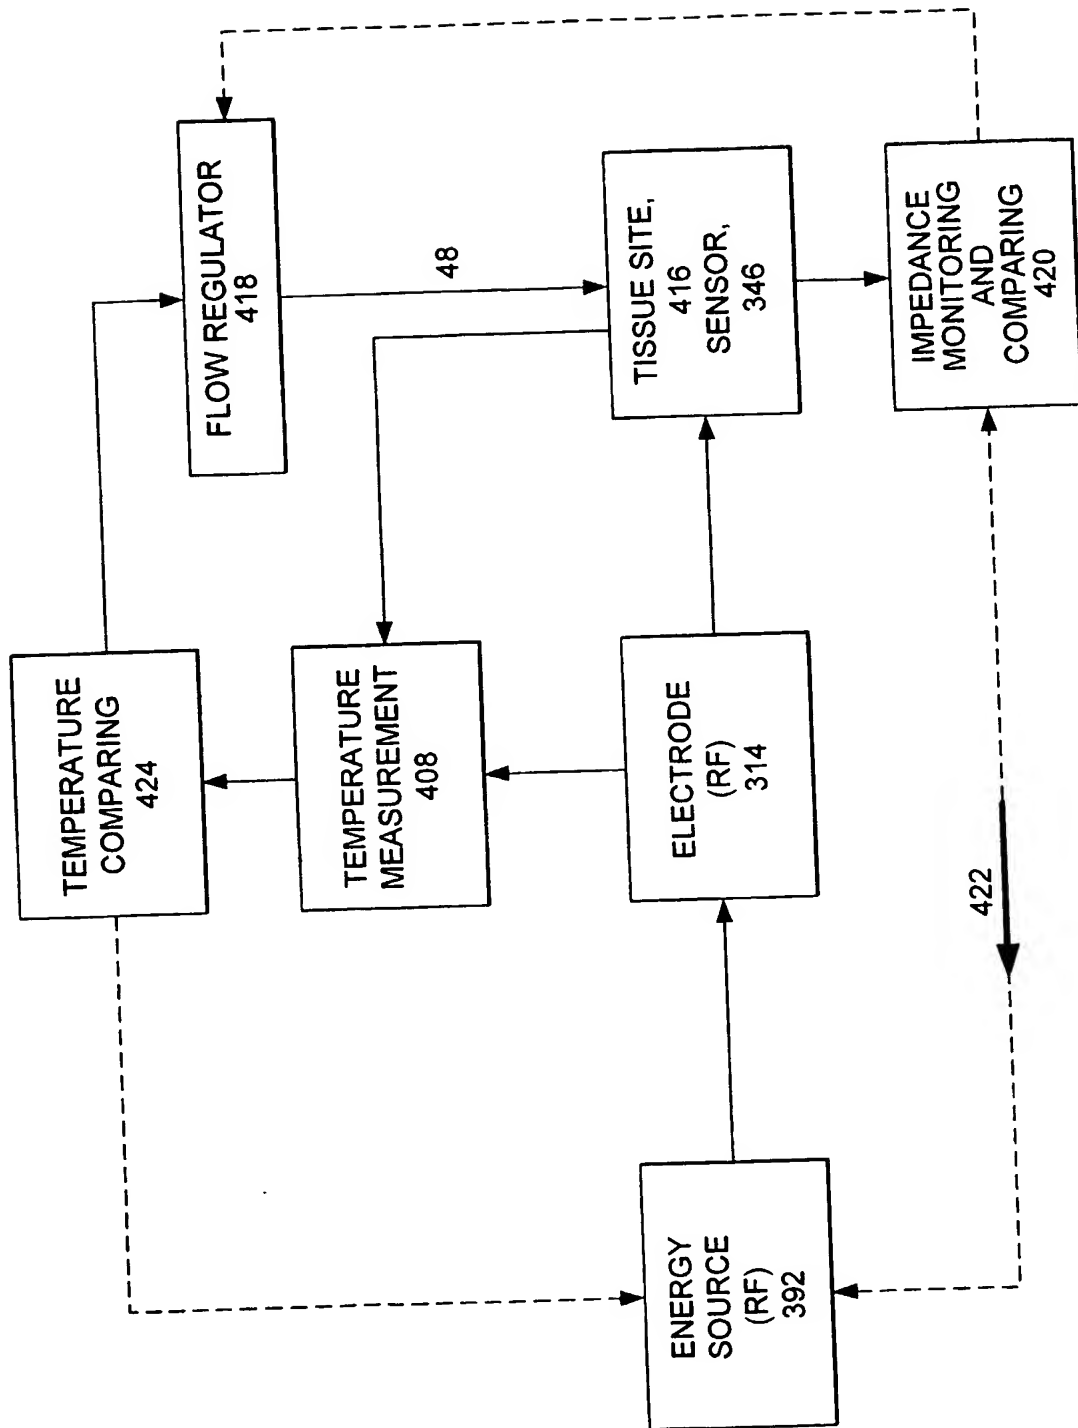 TEMPERATURE
COMPARING
424
FLOW REGULATOR
418
TEMPERATURE
MEASUREMENT
408
48
ENERGY
SOURCE
(RF)
392
ELECTRODE
(RF)
314
TISSUE SITE,
416
SENSOR,
346
422
IMPEDANCE
MONITORING
AND
COMPARING
420